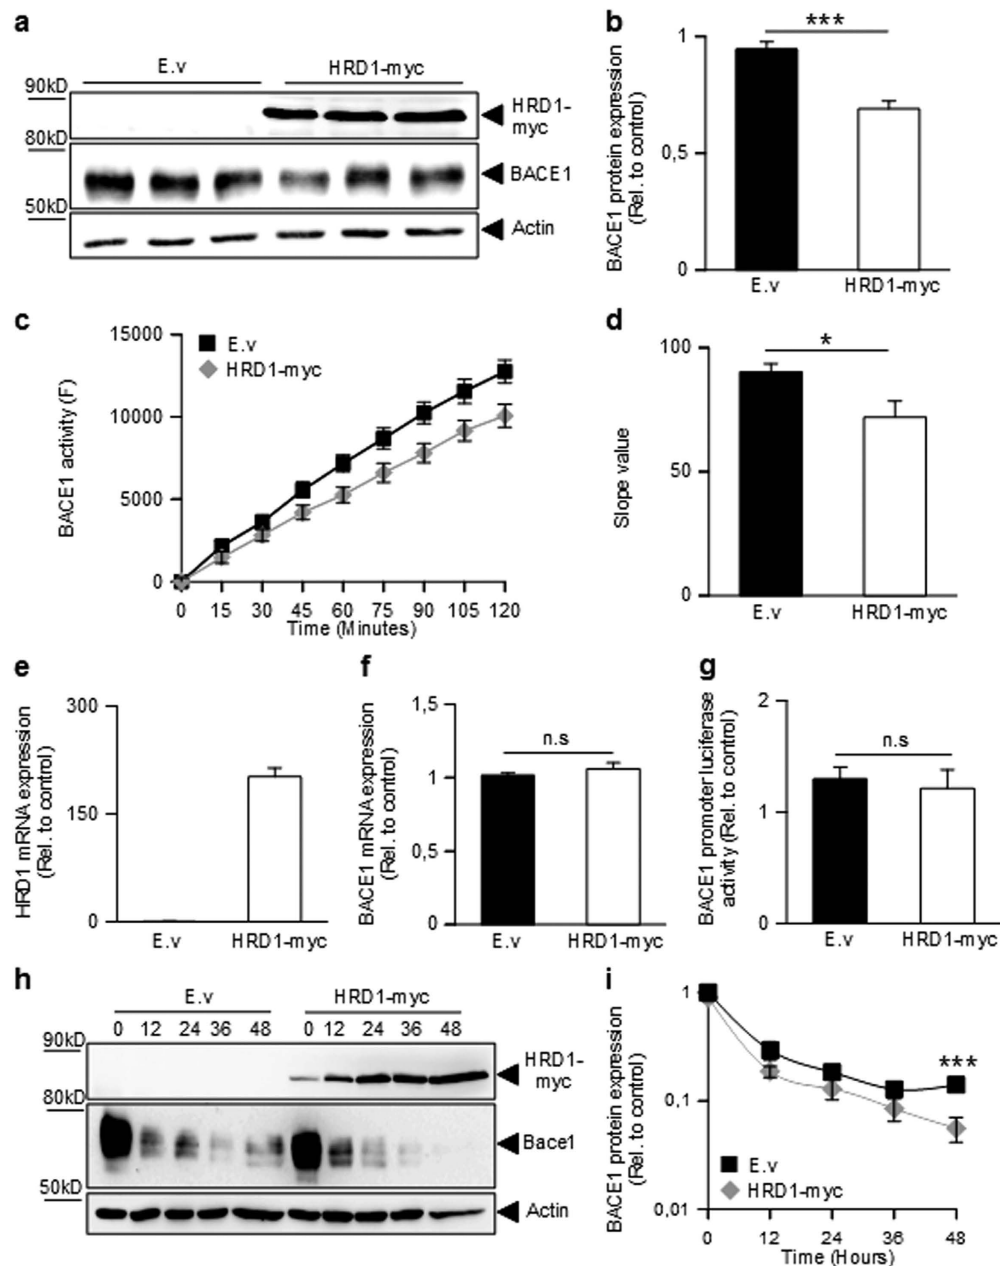 a
E.v HRD1-myc
90kD
HRD1-
myc
80kD
BACE1
50kD
Actin
b
BACE1 protein expression
(Rel. to control)
1
0,5
0
***
E.v HRD1-myc
c
BACE1 activity (F)
15000
10000
5000
0
E.v
HRD1-myc
0 15 30 45 60 75 90 105 120
Time (Minutes)
d
Slope value
100
50
0
*
E.v HRD1-myc
e
HRD1 mRNA expression
(Rel. to control)
300
150
0
E.v HRD1-myc
f
BACE1 mRNA expression
(Rel. to control)
1,5
1
0,5
0
n.s
E.v HRD1-myc
g
BACE1 promoter luciferase
activity (Rel. to control)
2
1
0
n.s
E.v HRD1-myc
h
E.v HRD1-myc
0 12 24 36 48 0 12 24 36 48
90kD
HRD1-
myc
80kD
Bace1
50kD
Actin
i
BACE1 protein expression
(Rel. to control)
1
0.1
0,01
***
E.v
HRD1-myc
0 12 24 36 48
Time (Hours)